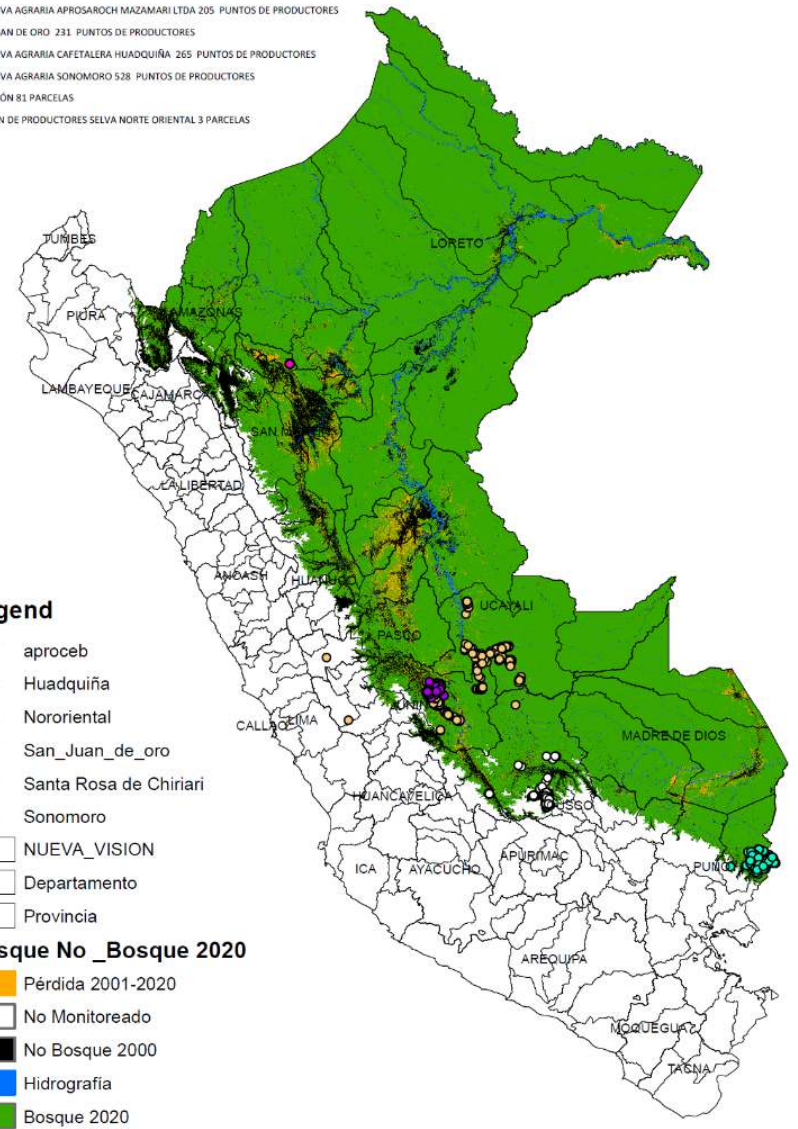 VA AGRARIA APROSAROCH MAZAMARI LTDA 205 PUNTOS DE PRODUCTORES
AN DE ORO 231 PUNTOS DE PRODUCTORES
VA AGRARIA CAFETALERA HUADQUIÑA 265 PUNTOS DE PRODUCTORES
VA AGRARIA SONOMORO 528 PUNTOS DE PRODUCTORES
ÓN 81 PARCELAS
N DE PRODUCTORES SELVA NORTE ORIENTAL 3 PARCELAS
TUMBES
LORETO
PIURA
AMAZONAS
LAMBAYEQUE
CAJAMARCA
SAN MARTIN
LA LIBERTAD
ANCASH
HUANUCO
UCAYALI
PASCO
JUNIN
CALLAO
LIMA
MADRE DE DIOS
HUANCAVELICA
CUSCO
ICA
AYACUCHO
APURIMAC
PUNO
AREQUIPA
MOQUEGUA
TACNA
gend
aproceb
Huadquiña
Nororiental
San_Juan_de_oro
Santa Rosa de Chiriari
Sonomoro
NUEVA_VISION
Departamento
Provincia
sque No _Bosque 2020
Pérdida 2001-2020
No Monitoreado
No Bosque 2000
Hidrografía
Bosque 2020